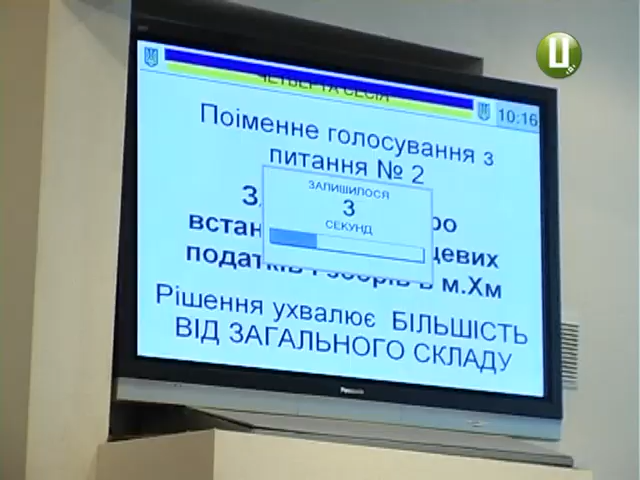 Ц
ЧЕТВЕРТА СЕСІЯ
10:16
Поіменне голосування з
питання № 2
ЗАЛИШИЛОСЯ
3
СЕКУНД
податків і зборів в м.Хм
Рішення ухвалює БІЛЬШІСТЬ
ВІД ЗАГАЛЬНОГО СКЛАДУ
Panasonic